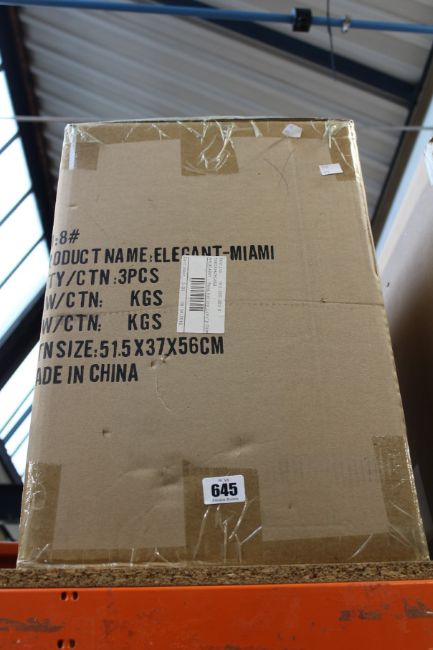 :8#
ODUCT NAME:ELEGANT-MIAMI
TY/CTN:3PCS
W/CTN: KGS
W/CTN: KGS
TN SIZE:51.5X37X56CM
ADE IN CHINA
645